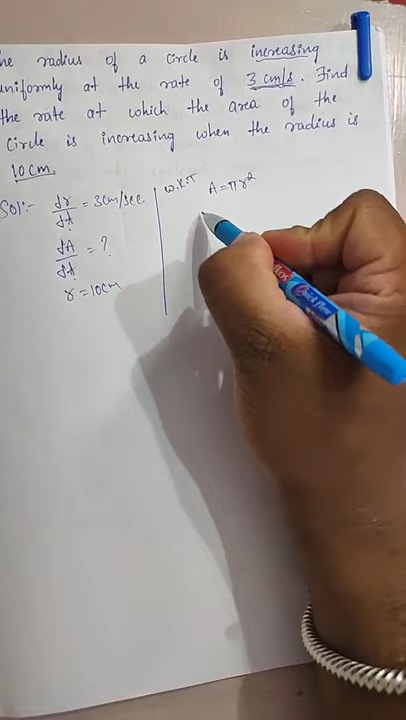 he radius of a circle is increasing
uniformly at the rate of 3 cm/s. Find
the rate at which the area of the
circle is increasing when the radius is
10 cm.
Sol:- dr/dt = 3cm/sec.
dA/dt = ?
r = 10cm
W.K.T A = πr²